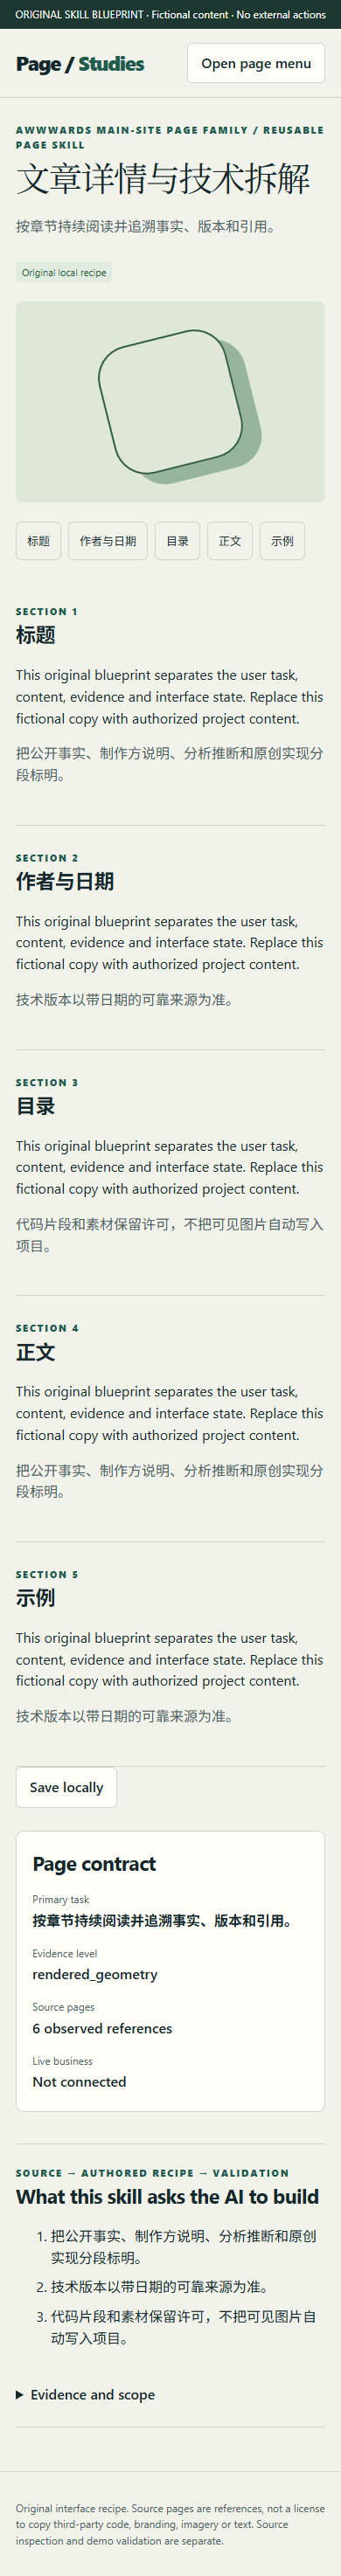 ORIGINAL SKILL BLUEPRINT · Fictional content · No external actions
Page / Studies
Open page menu
AWWWARDS MAIN-SITE PAGE FAMILY / REUSABLE
PAGE SKILL
文章详情与技术拆解
按章节持续阅读并追溯事实、版本和引用。
Original local recipe
标题
作者与日期
目录
正文
示例
SECTION 1
标题
This original blueprint separates the user task,
content, evidence and interface state. Replace this
fictional copy with authorized project content.
把公开事实、制作方说明、分析推断和原创实现分
段标明。
SECTION 2
作者与日期
This original blueprint separates the user task,
content, evidence and interface state. Replace this
fictional copy with authorized project content.
技术版本以带日期的可靠来源为准。
SECTION 3
目录
This original blueprint separates the user task,
content, evidence and interface state. Replace this
fictional copy with authorized project content.
代码片段和素材保留许可，不把可见图片自动写入
项目。
SECTION 4
正文
This original blueprint separates the user task,
content, evidence and interface state. Replace this
fictional copy with authorized project content.
把公开事实、制作方说明、分析推断和原创实现分
段标明。
SECTION 5
示例
This original blueprint separates the user task,
content, evidence and interface state. Replace this
fictional copy with authorized project content.
技术版本以带日期的可靠来源为准。
Save locally
Page contract
Primary task
按章节持续阅读并追溯事实、版本和引用。
Evidence level
rendered_geometry
Source pages
6 observed references
Live business
Not connected
SOURCE → AUTHORED RECIPE → VALIDATION
What this skill asks the AI to build
1. 把公开事实、制作方说明、分析推断和原创
实现分段标明。
2. 技术版本以带日期的可靠来源为准。
3. 代码片段和素材保留许可，不把可见图片自
动写入项目。
▶ Evidence and scope
Original interface recipe. Source pages are references, not a license
to copy third-party code, branding, imagery or text. Source
inspection and demo validation are separate.